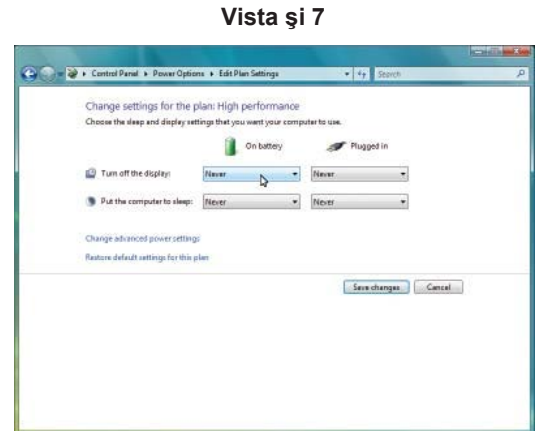 Vista şi 7
Control Panel ▸ Power Options ▸ Edit Plan Settings
Search
Change settings for the plan: High performance
Choose the sleep and display settings that you want your computer to use.
On battery Plugged in
Turn off the display: Never Never
Put the computer to sleep: Never Never
Change advanced power settings
Restore default settings for this plan
Save changes Cancel